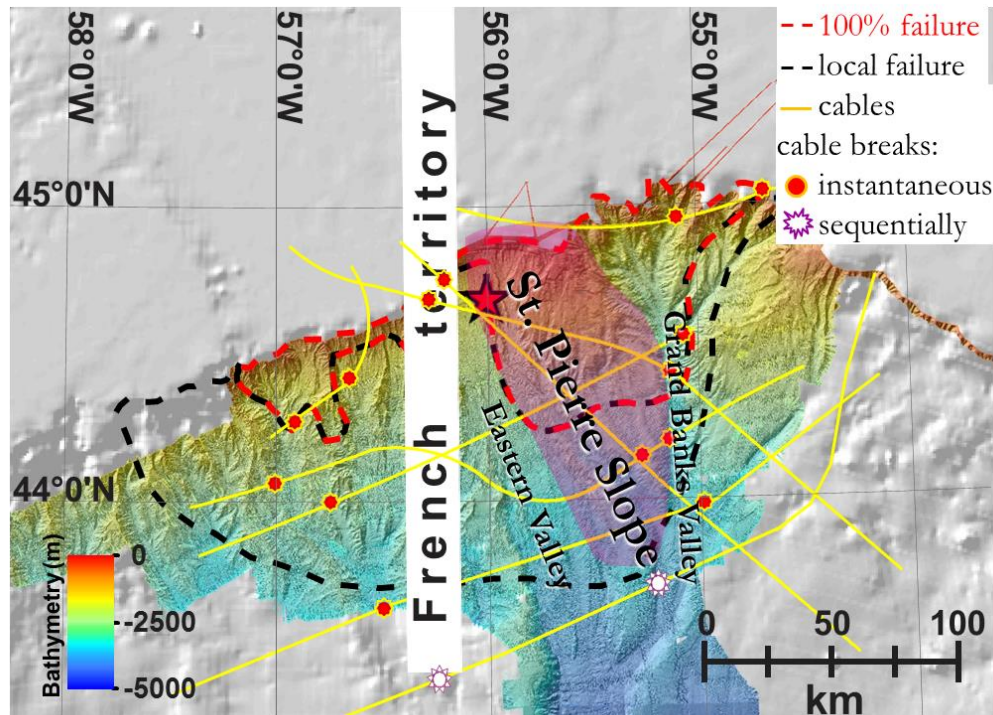 58°0'W
57°0'W
56°0'W
55°0'W
100% failure
local failure
cables
cable breaks:
instantaneous
sequentially
45°0'N
44°0'N
French territory
St. Pierre Slope
Grand Banks Valley
Eastern Valley
Bathymetry(m)
0
-2500
-5000
0 50 100
km